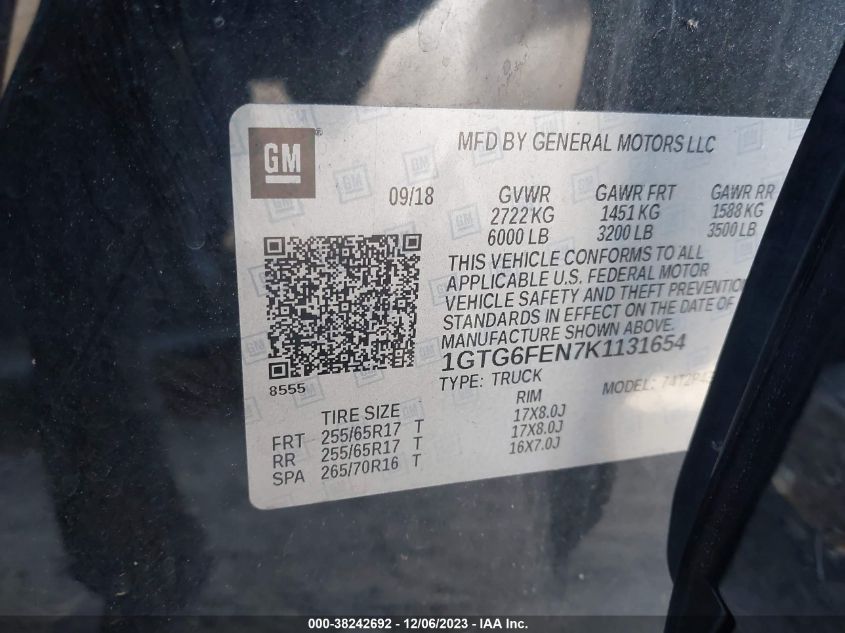 GM ®
MFD BY GENERAL MOTORS LLC
09/18 GVWR GAWR FRT GAWR RR
2722 KG 1451 KG 1588 KG
6000 LB 3200 LB 3500 LB
THIS VEHICLE CONFORMS TO ALL
APPLICABLE U.S. FEDERAL MOTOR
VEHICLE SAFETY AND THEFT PREVENTION
STANDARDS IN EFFECT ON THE DATE OF
MANUFACTURE SHOWN ABOVE.
1GTG6FEN7K1131654
8555
TYPE: TRUCK MODEL:
TIRE SIZE RIM
FRT 255/65R17 T 17X8.0J
RR 255/65R17 T 17X8.0J
SPA 265/70R16 T 16X7.0J
000-38242692 - 12/06/2023 - IAA Inc.